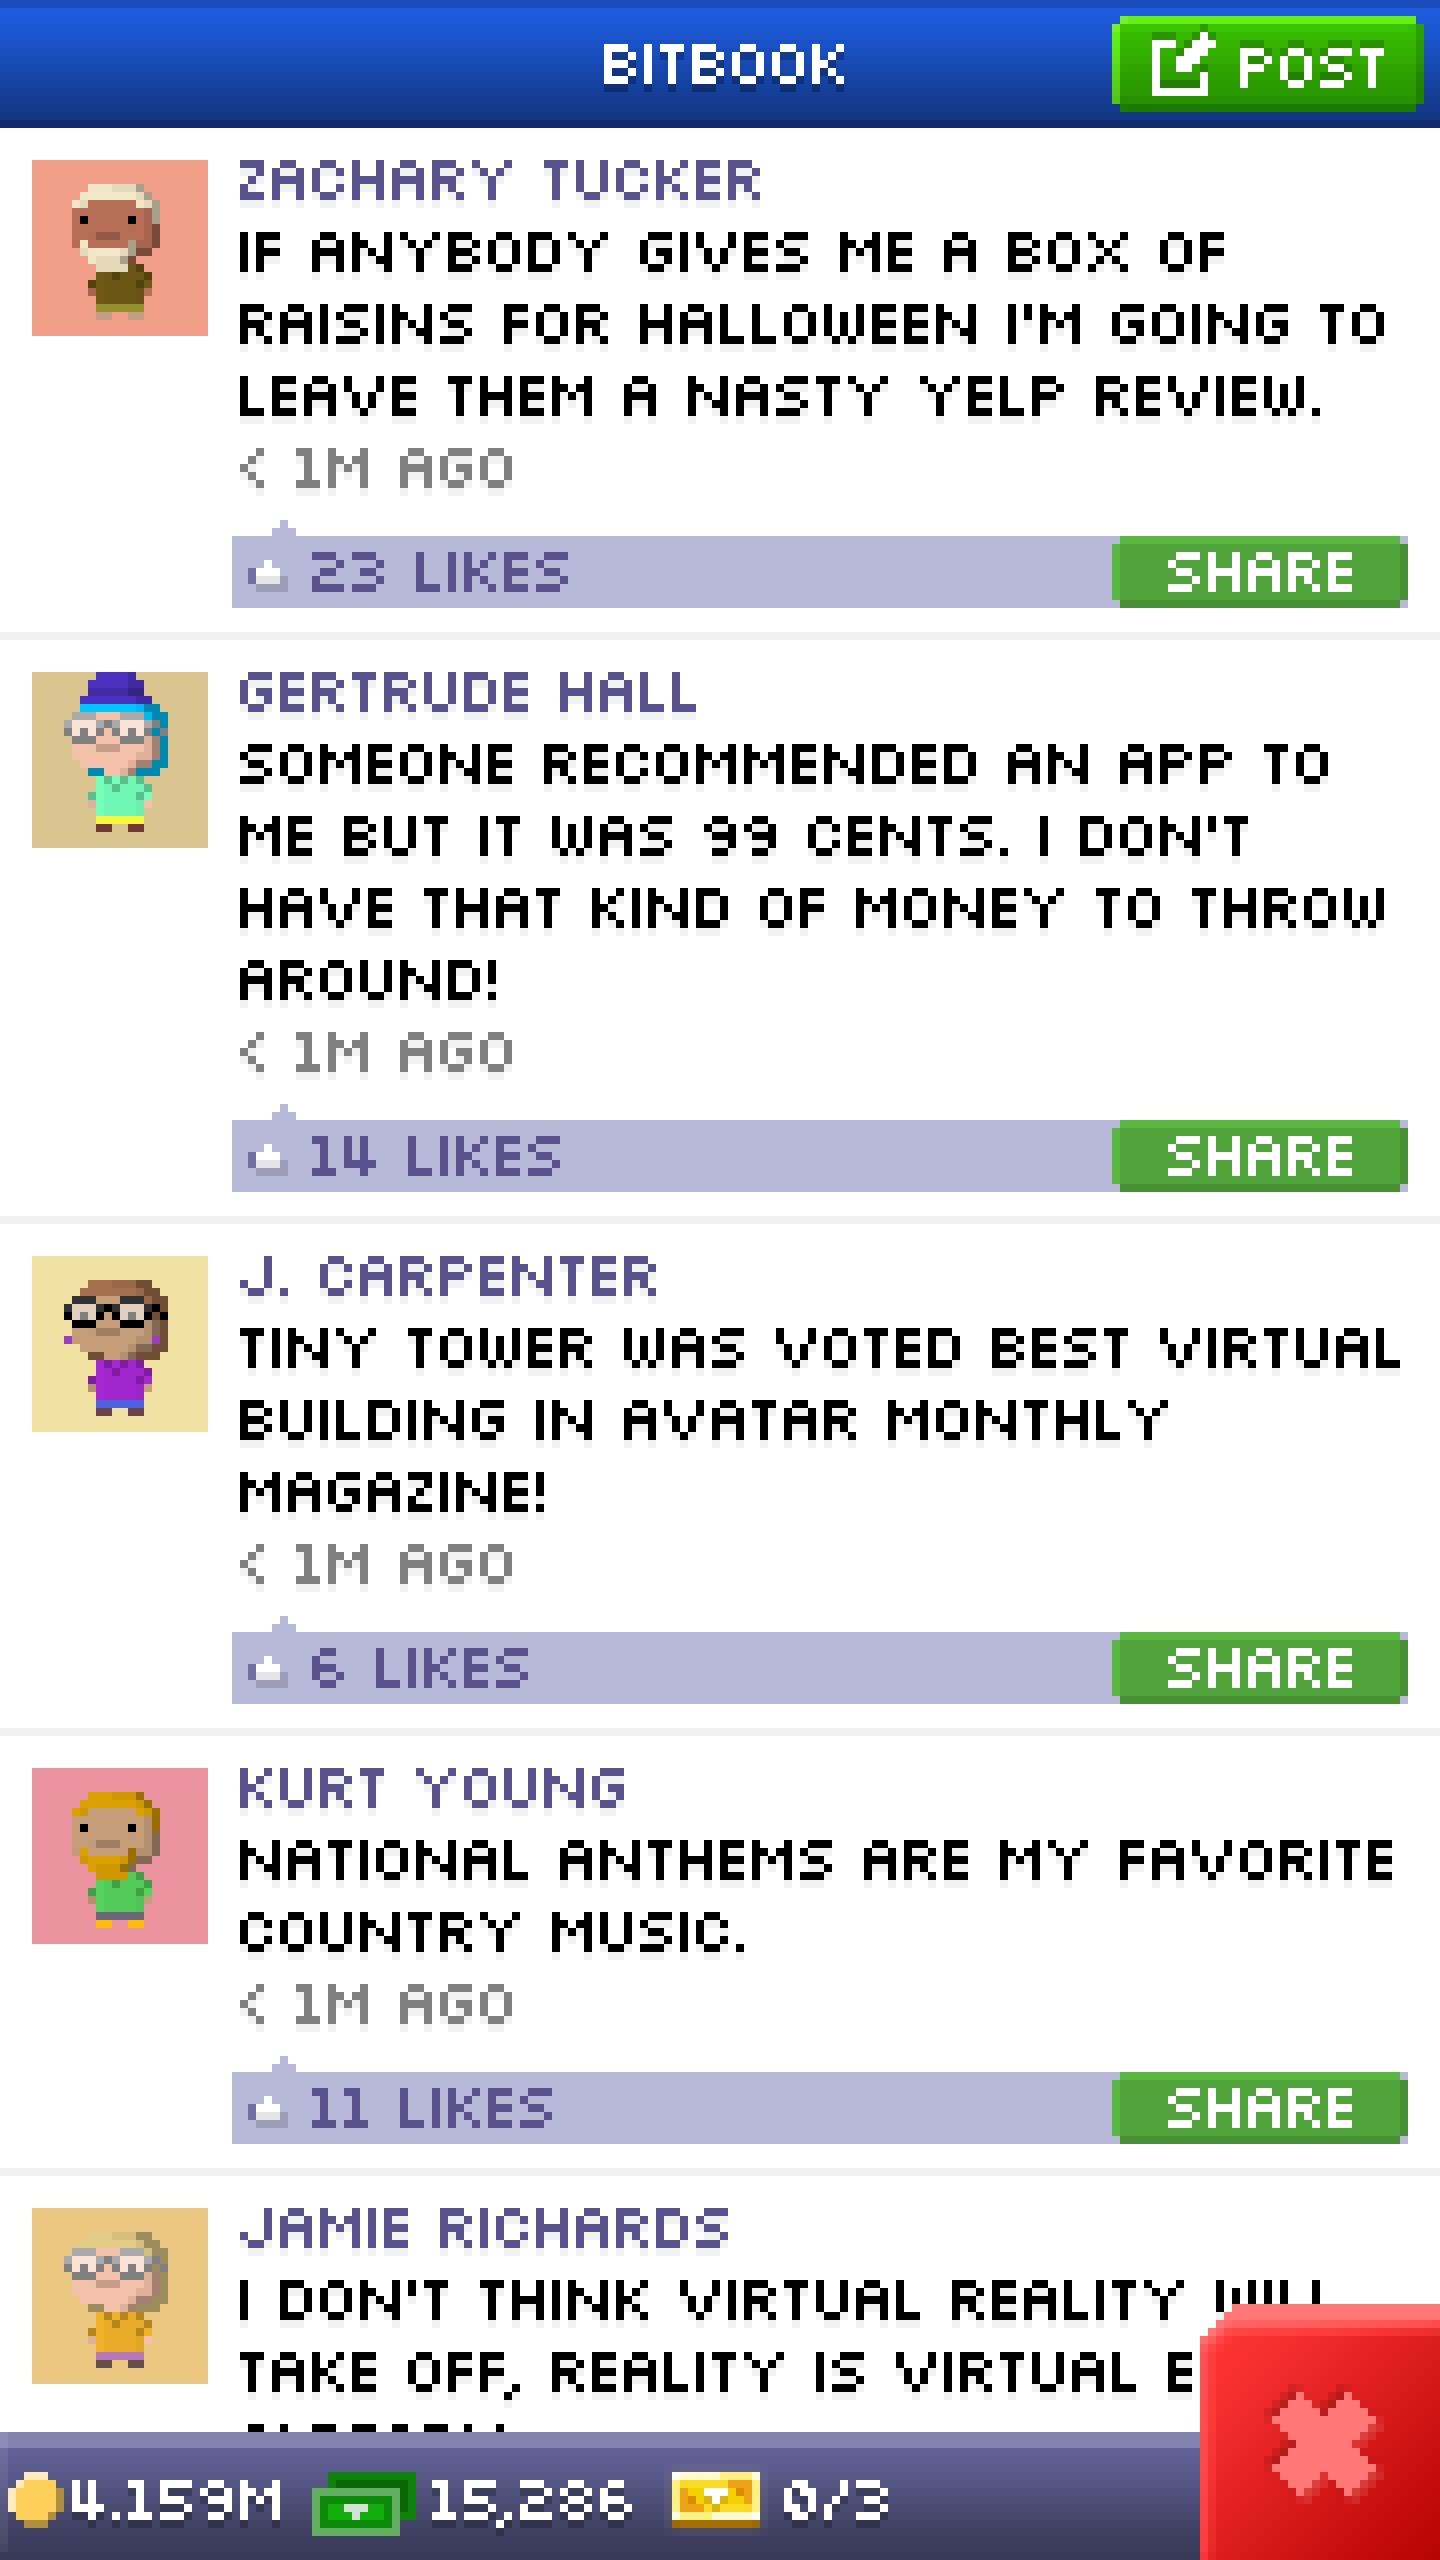 BITBOOK
POST
ZACHARY TUCKER
IF ANYBODY GIVES ME A BOX OF
RAISINS FOR HALLOWEEN I'M GOING TO
LEAVE THEM A NASTY YELP REVIEW.
< 1M AGO
23 LIKES
SHARE
GERTRUDE HALL
SOMEONE RECOMMENDED AN APP TO
ME BUT IT WAS 99 CENTS. I DON'T
HAVE THAT KIND OF MONEY TO THROW
AROUND!
< 1M AGO
14 LIKES
SHARE
J. CARPENTER
TINY TOWER WAS VOTED BEST VIRTUAL
BUILDING IN AVATAR MONTHLY
MAGAZINE!
< 1M AGO
6 LIKES
SHARE
KURT YOUNG
NATIONAL ANTHEMS ARE MY FAVORITE
COUNTRY MUSIC.
< 1M AGO
11 LIKES
SHARE
JAMIE RICHARDS
I DON'T THINK VIRTUAL REALITY WILL
TAKE OFF, REALITY IS VIRTUAL
4.159M 15,286 0/3